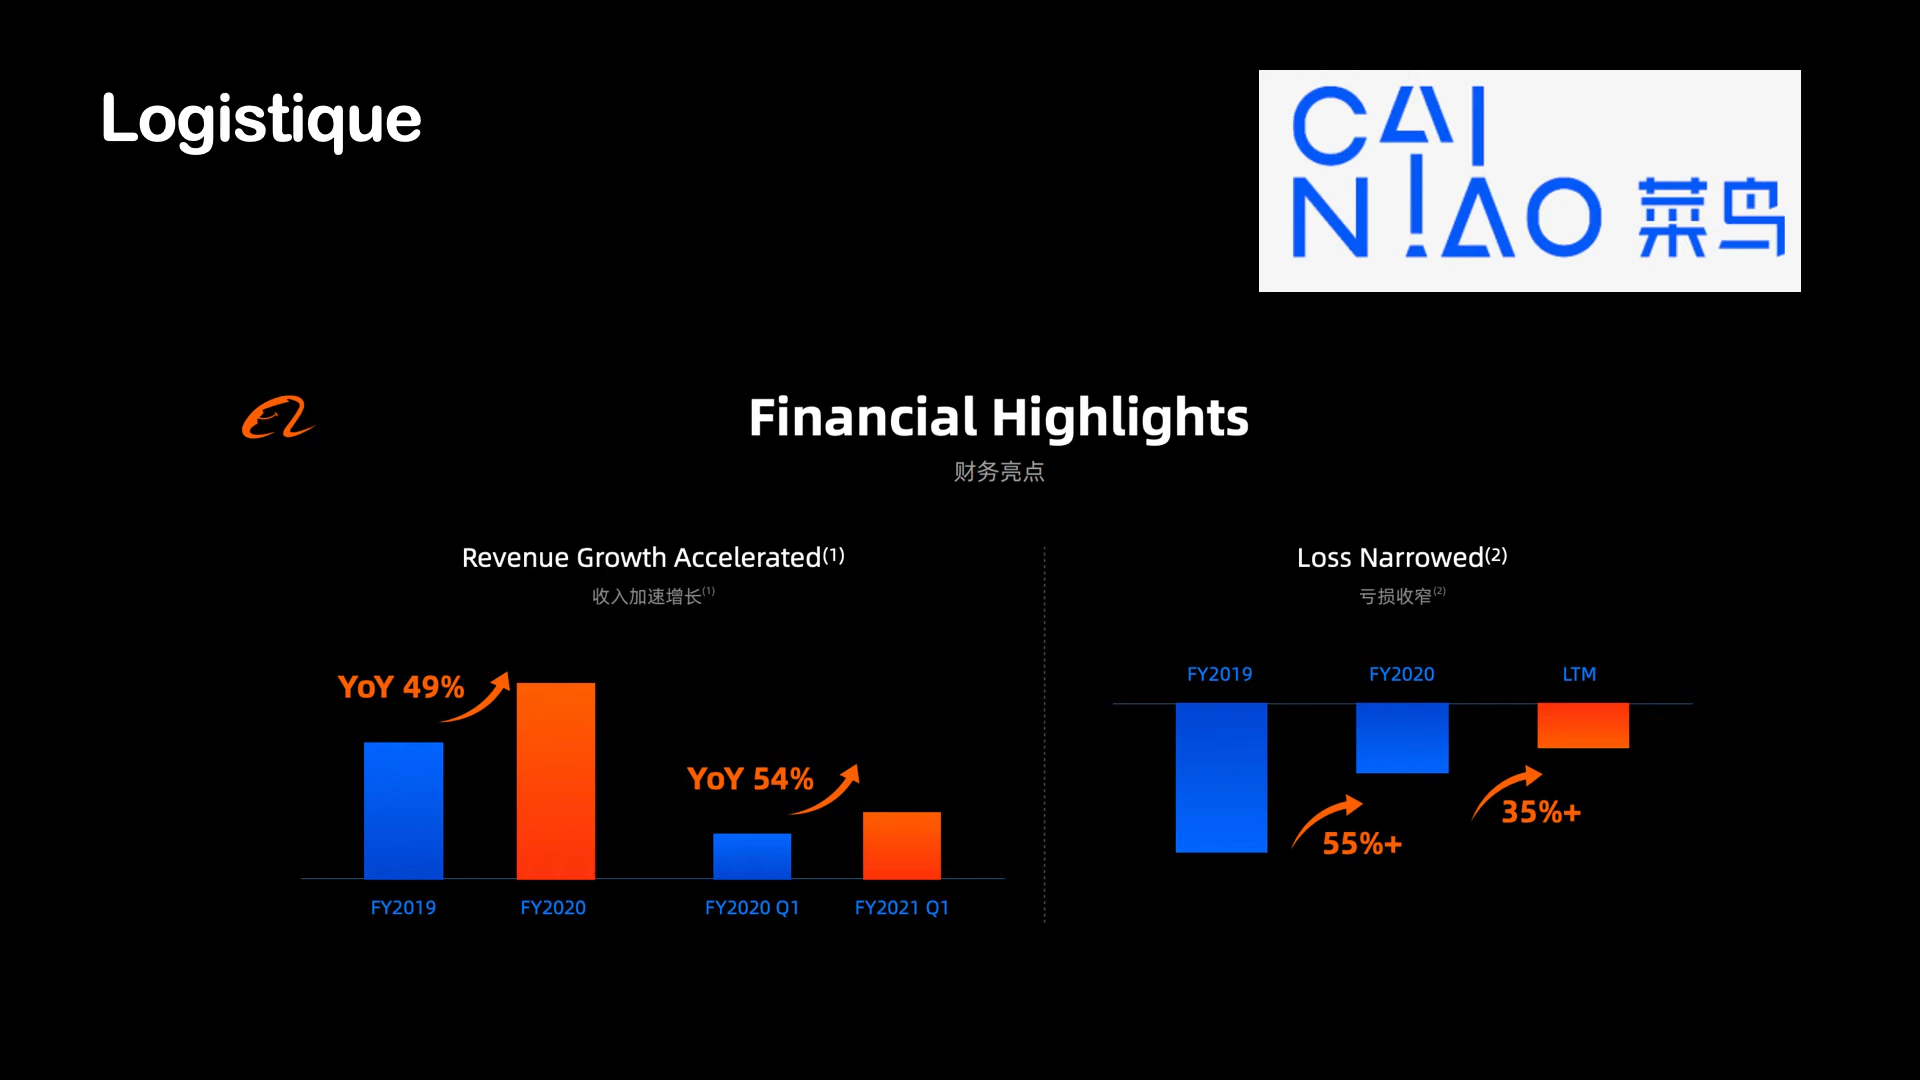 Logistique
CAI
NIAO 菜鸟
Financial Highlights
财务亮点
Revenue Growth Accelerated(1)
收入加速增长(1)
YoY 49%
YoY 54%
FY2019
FY2020
FY2020 Q1
FY2021 Q1
Loss Narrowed(2)
亏损收窄(2)
FY2019
FY2020
LTM
55%+
35%+